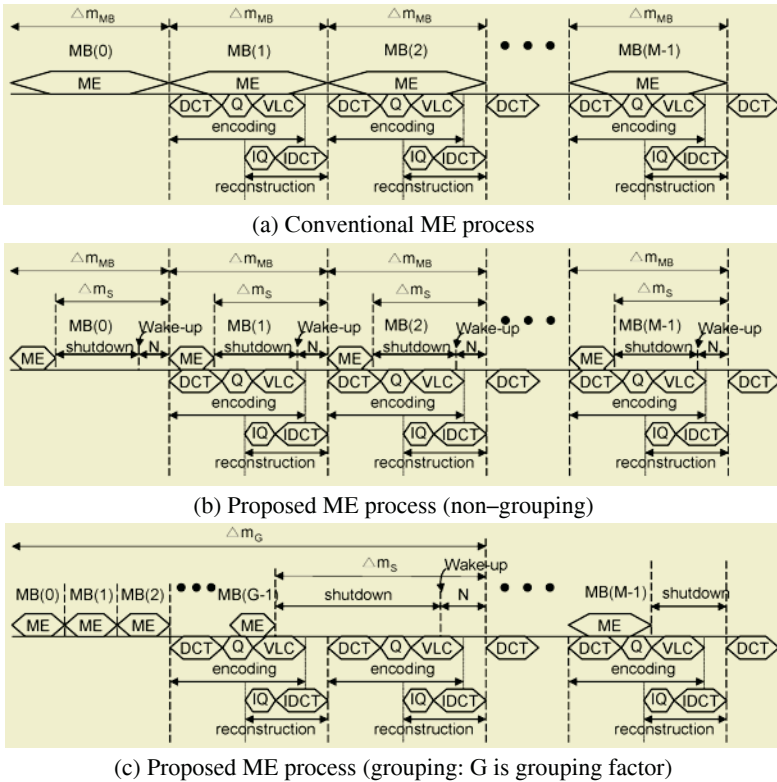 △m_MB △m_MB △m_MB △m_MB
MB(0) MB(1) MB(2) ● ● ● MB(M-1)
ME ME ME ME
DCT Q VLC DCT Q VLC DCT DCT Q VLC DCT
encoding encoding encoding
IQ IDCT IQ IDCT IQ IDCT
reconstruction reconstruction reconstruction
(a) Conventional ME process
△m_MB △m_MB △m_MB △m_MB
△m_S △m_S △m_S △m_S
MB(0) Wake-up MB(1) Wake-up MB(2) Wake-up ● ● ● MB(M-1) Wake-up
ME shutdown N ME shutdown N ME shutdown N ME shutdown N
DCT Q VLC DCT Q VLC DCT DCT Q VLC DCT
encoding encoding encoding
IQ IDCT IQ IDCT IQ IDCT
reconstruction reconstruction reconstruction
(b) Proposed ME process (non–grouping)
△m_G
△m_S Wake-up
MB(0) MB(1) MB(2) ● ● ● MB(G-1) shutdown N ● ● ● MB(M-1) shutdown
ME ME ME ME ME
DCT Q VLC DCT Q VLC DCT DCT Q VLC DCT
encoding encoding encoding
IQ IDCT IQ IDCT IQ IDCT
reconstruction reconstruction reconstruction
(c) Proposed ME process (grouping: G is grouping factor)